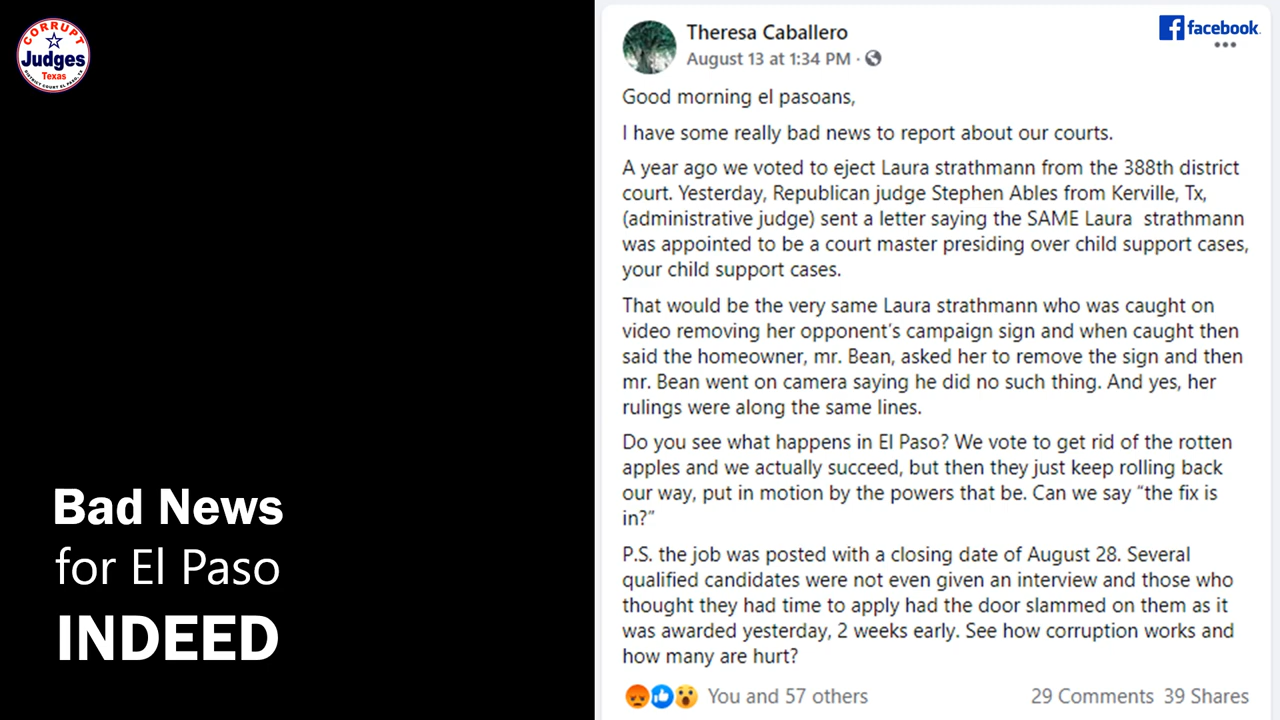 CORRUPT
Judges
Texas
DISTRICT COURT EL PASO, TX
Bad News
for El Paso
INDEED
facebook.
Theresa Caballero
August 13 at 1:34 PM ·
Good morning el pasoans,
I have some really bad news to report about our courts.
A year ago we voted to eject Laura strathmann from the 388th district
court. Yesterday, Republican judge Stephen Ables from Kerville, Tx,
(administrative judge) sent a letter saying the SAME Laura strathmann
was appointed to be a court master presiding over child support cases,
your child support cases.
That would be the very same Laura strathmann who was caught on
video removing her opponent's campaign sign and when caught then
said the homeowner, mr. Bean, asked her to remove the sign and then
mr. Bean went on camera saying he did no such thing. And yes, her
rulings were along the same lines.
Do you see what happens in El Paso? We vote to get rid of the rotten
apples and we actually succeed, but then they just keep rolling back
our way, put in motion by the powers that be. Can we say “the fix is
in?”
P.S. the job was posted with a closing date of August 28. Several
qualified candidates were not even given an interview and those who
thought they had time to apply had the door slammed on them as it
was awarded yesterday, 2 weeks early. See how corruption works and
how many are hurt?
You and 57 others
29 Comments 39 Shares